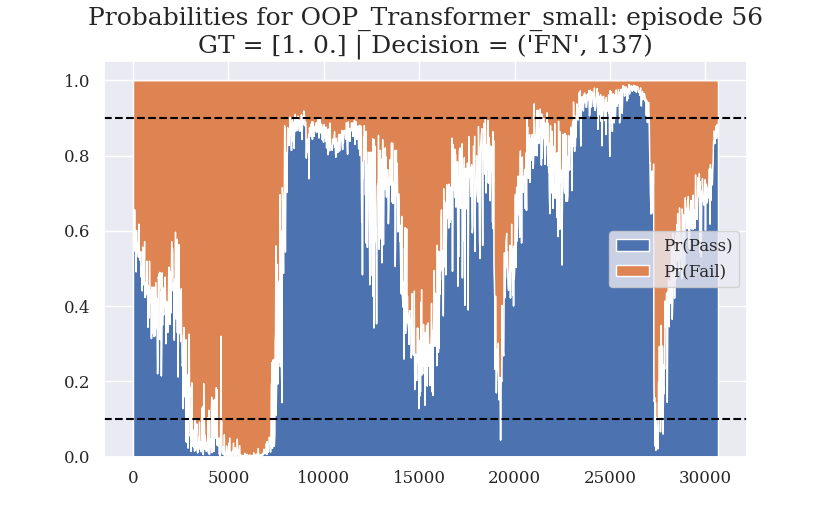 Probabilities for OOP_Transformer_small: episode 56
GT = [1. 0.] | Decision = ('FN', 137)
1.0
0.8
0.6
0.4
0.2
0.0
Pr(Pass)
Pr(Fail)
0 5000 10000 15000 20000 25000 30000